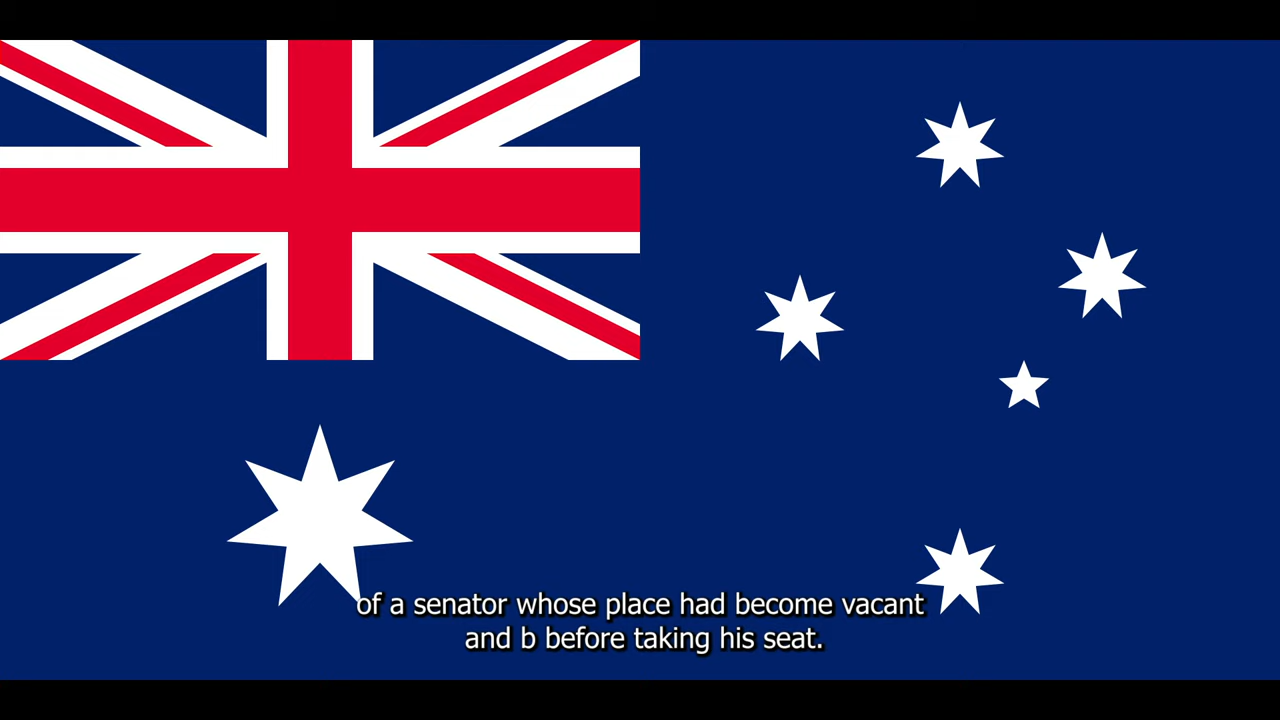 of a senator whose place had become vacant
and b before taking his seat.